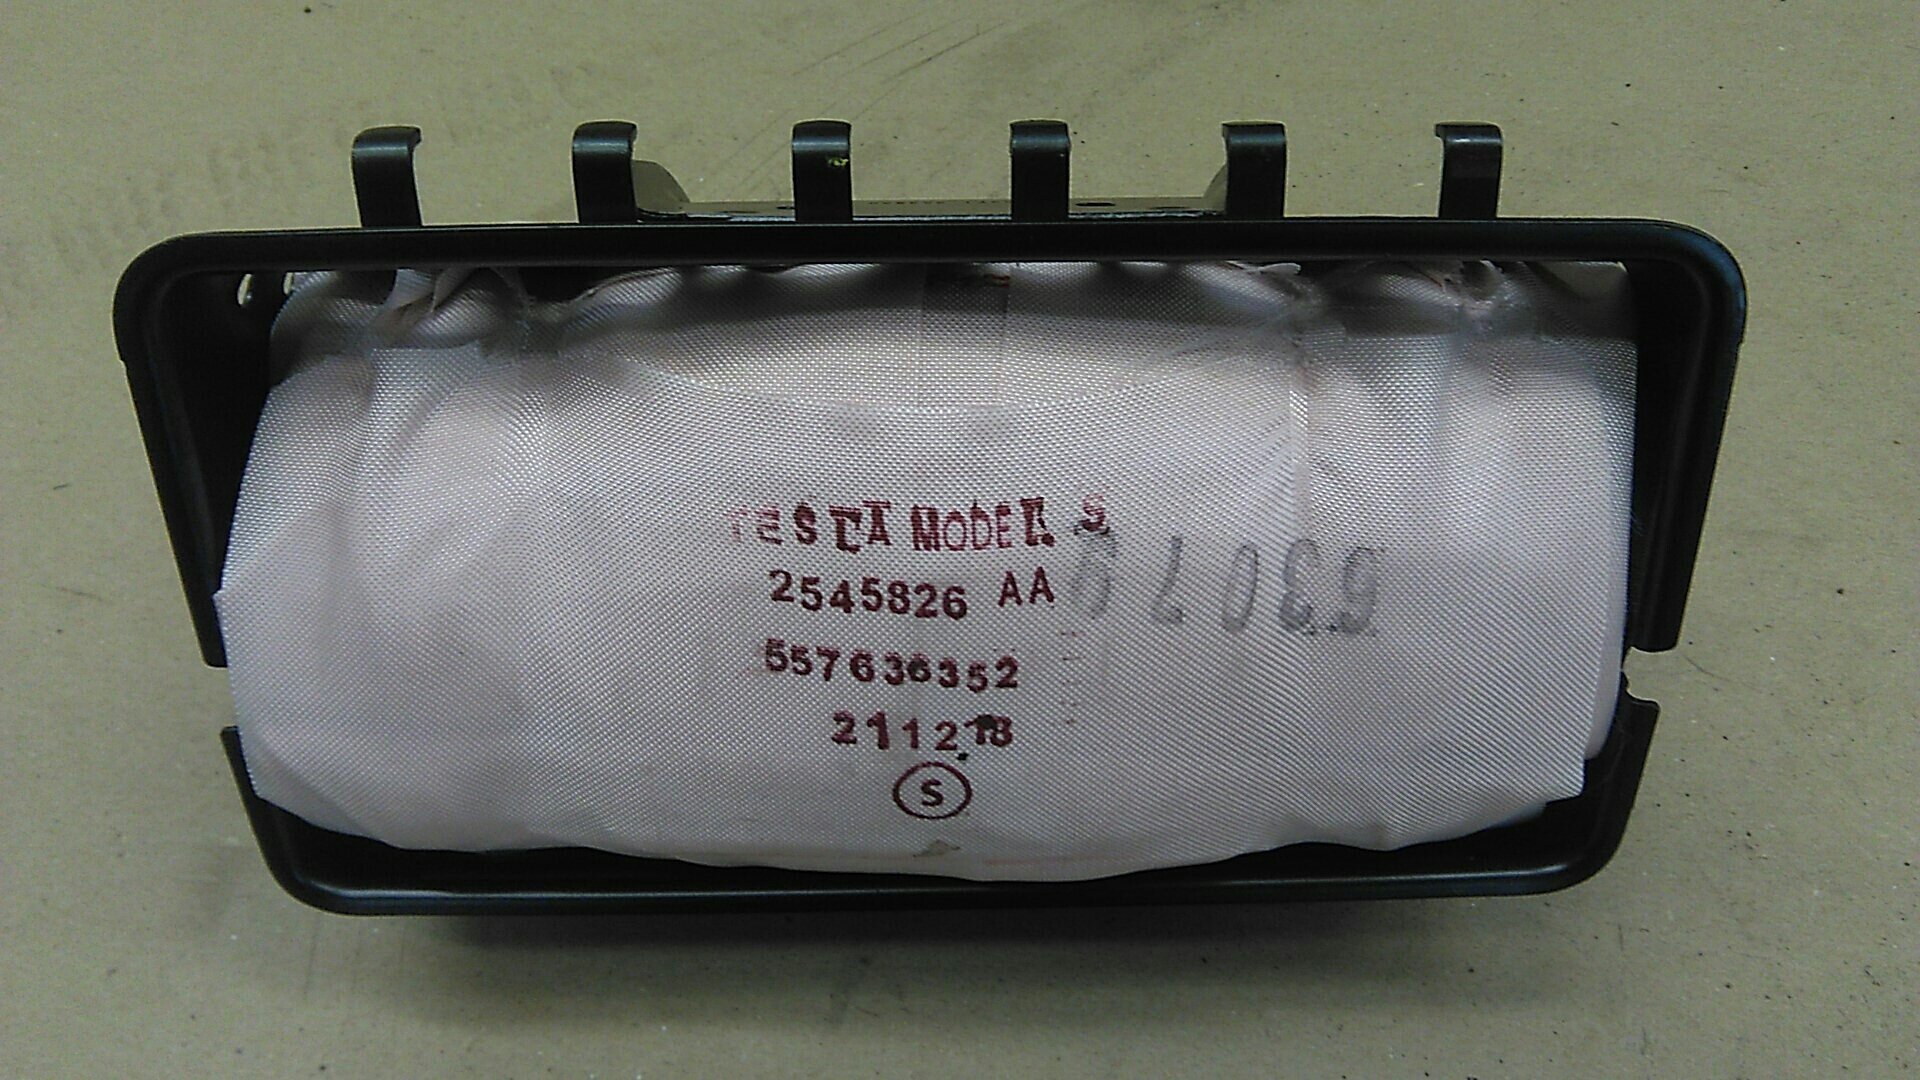 TESLA MODEL S
2545826 AA
557636352
211218
S